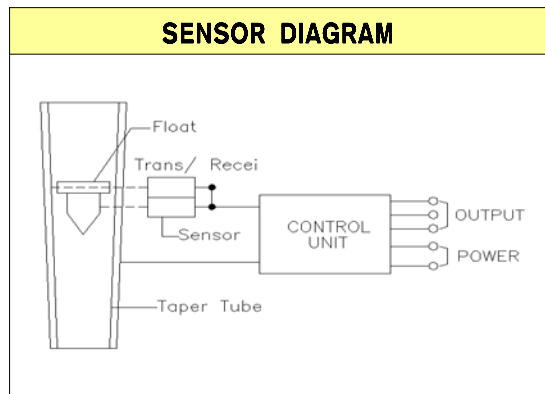 SENSOR DIAGRAM
Float
Trans/ Recei
Sensor
CONTROL
UNIT
OUTPUT
POWER
Taper Tube